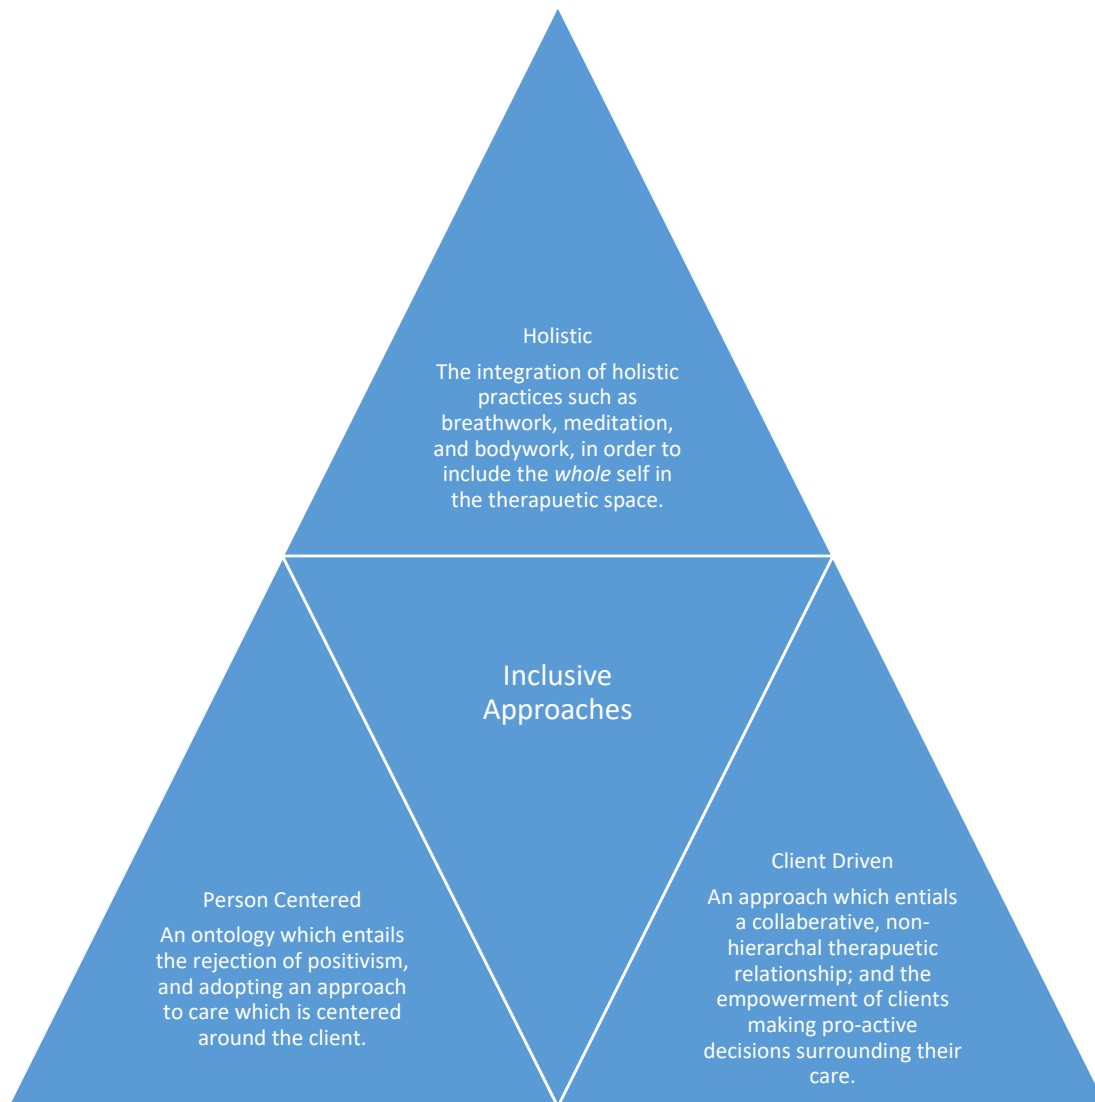 Holistic
The integration of holistic
practices such as
breathwork, meditation,
and bodywork, in order to
include the whole self in
the therapuetic space.
Inclusive
Approaches
Person Centered
An ontology which entails
the rejection of positivism,
and adopting an approach
to care which is centered
around the client.
Client Driven
An approach which entials
a collaberative, non-
hierarchal therapuetic
relationship; and the
empowerment of clients
making pro-active
decisions surrounding their
care.